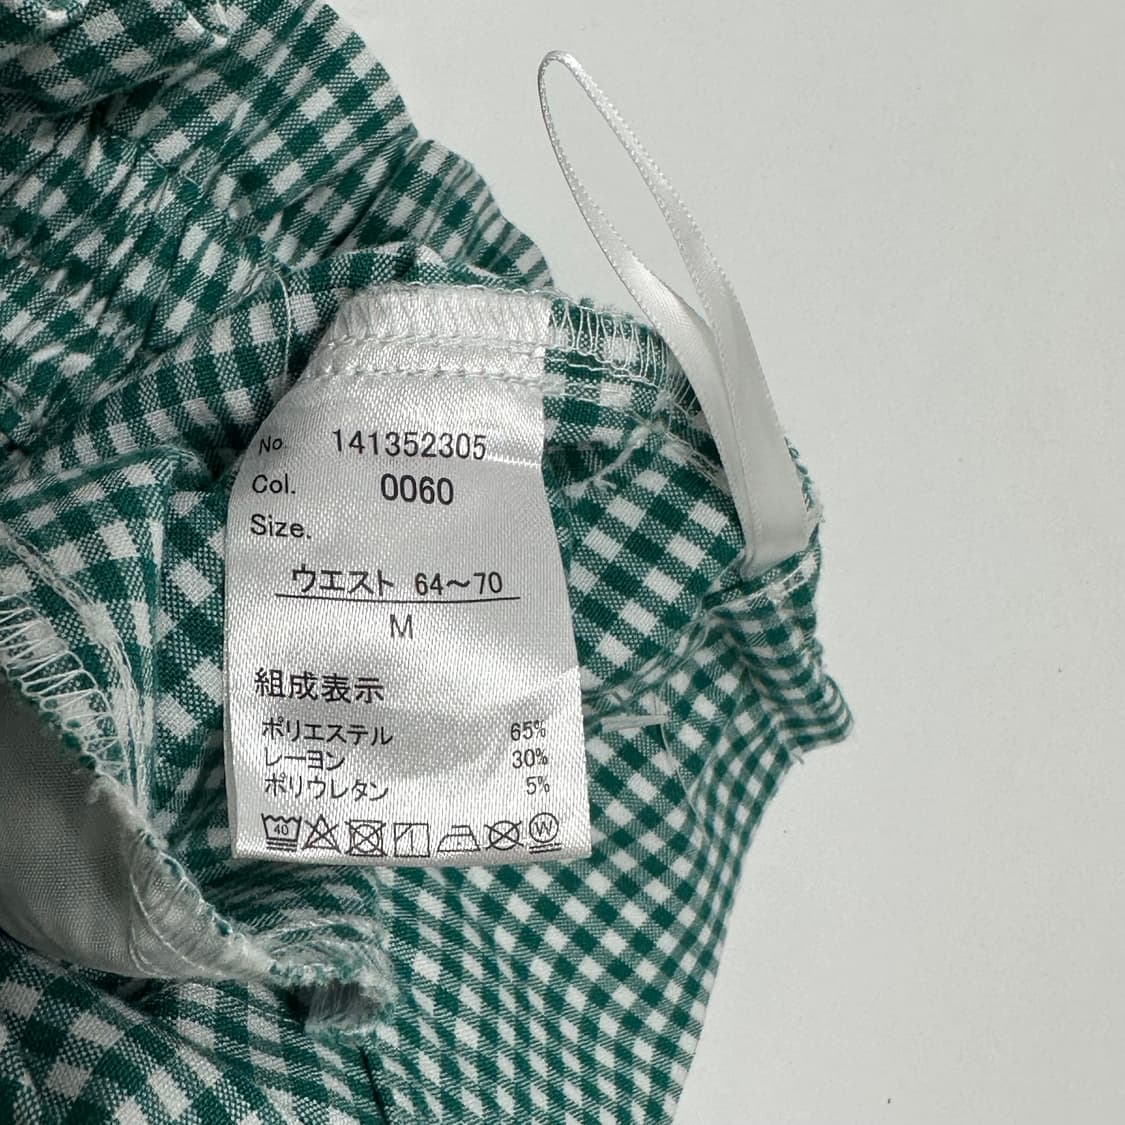 No. 141352305
Col. 0060
Size.
ウエスト 64～70
M
組成表示
ポリエステル 65%
レーヨン 30%
ポリウレタン 5%
40 W